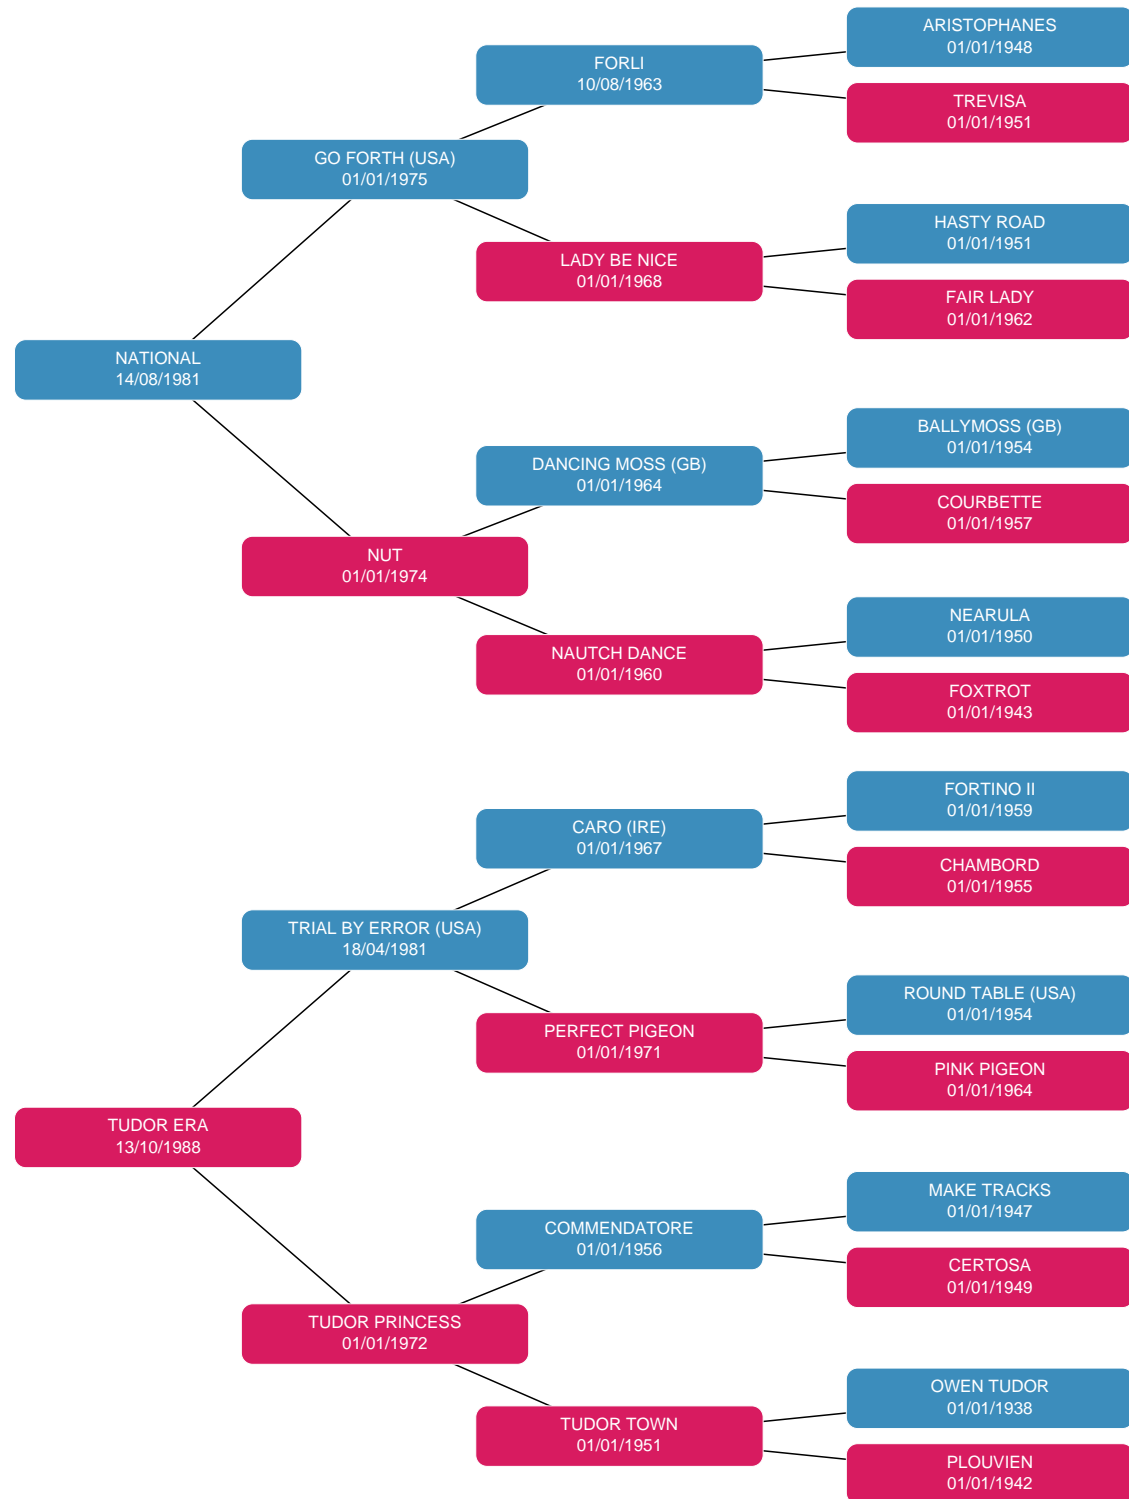 ARISTOPHANES
01/01/1948
FORLI
10/08/1963
TREVISA
01/01/1951
GO FORTH (USA)
01/01/1975
HASTY ROAD
01/01/1951
LADY BE NICE
01/01/1968
FAIR LADY
01/01/1962
NATIONAL
14/08/1981
BALLYMOSS (GB)
01/01/1954
DANCING MOSS (GB)
01/01/1964
COURBETTE
01/01/1957
NUT
01/01/1974
NEARULA
01/01/1950
NAUTCH DANCE
01/01/1960
FOXTROT
01/01/1943
FORTINO II
01/01/1959
CARO (IRE)
01/01/1967
CHAMBORD
01/01/1955
TRIAL BY ERROR (USA)
18/04/1981
ROUND TABLE (USA)
01/01/1954
PERFECT PIGEON
01/01/1971
PINK PIGEON
01/01/1964
TUDOR ERA
13/10/1988
MAKE TRACKS
01/01/1947
COMMENDATORE
01/01/1956
CERTOSA
01/01/1949
TUDOR PRINCESS
01/01/1972
OWEN TUDOR
01/01/1938
TUDOR TOWN
01/01/1951
PLOUVIEN
01/01/1942